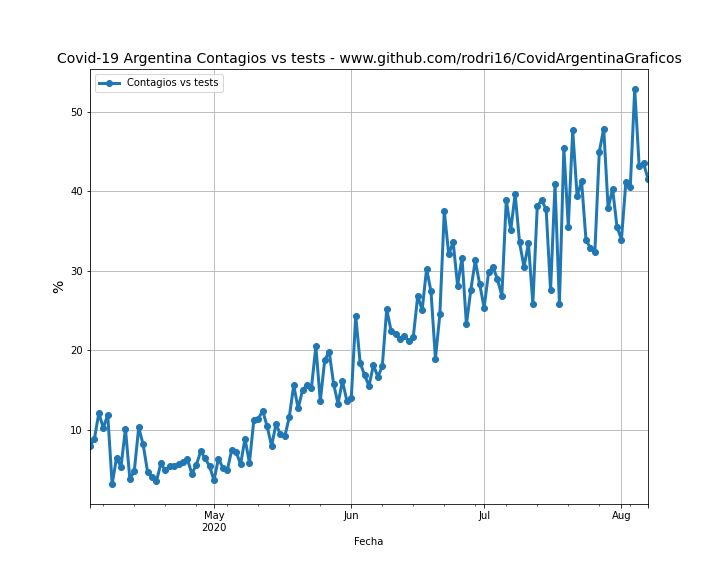 Covid-19 Argentina Contagios vs tests - www.github.com/rodri16/CovidArgentinaGraficos
Contagios vs tests
50
40
30
20
10
%
May
2020
Jun
Jul
Aug
Fecha